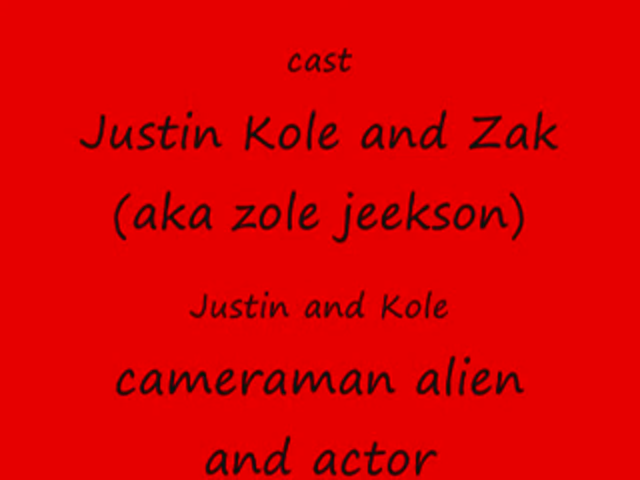 cast
Justin Kole and Zak
(aka zole jeekson)
Justin and Kole
cameraman alien
and actor